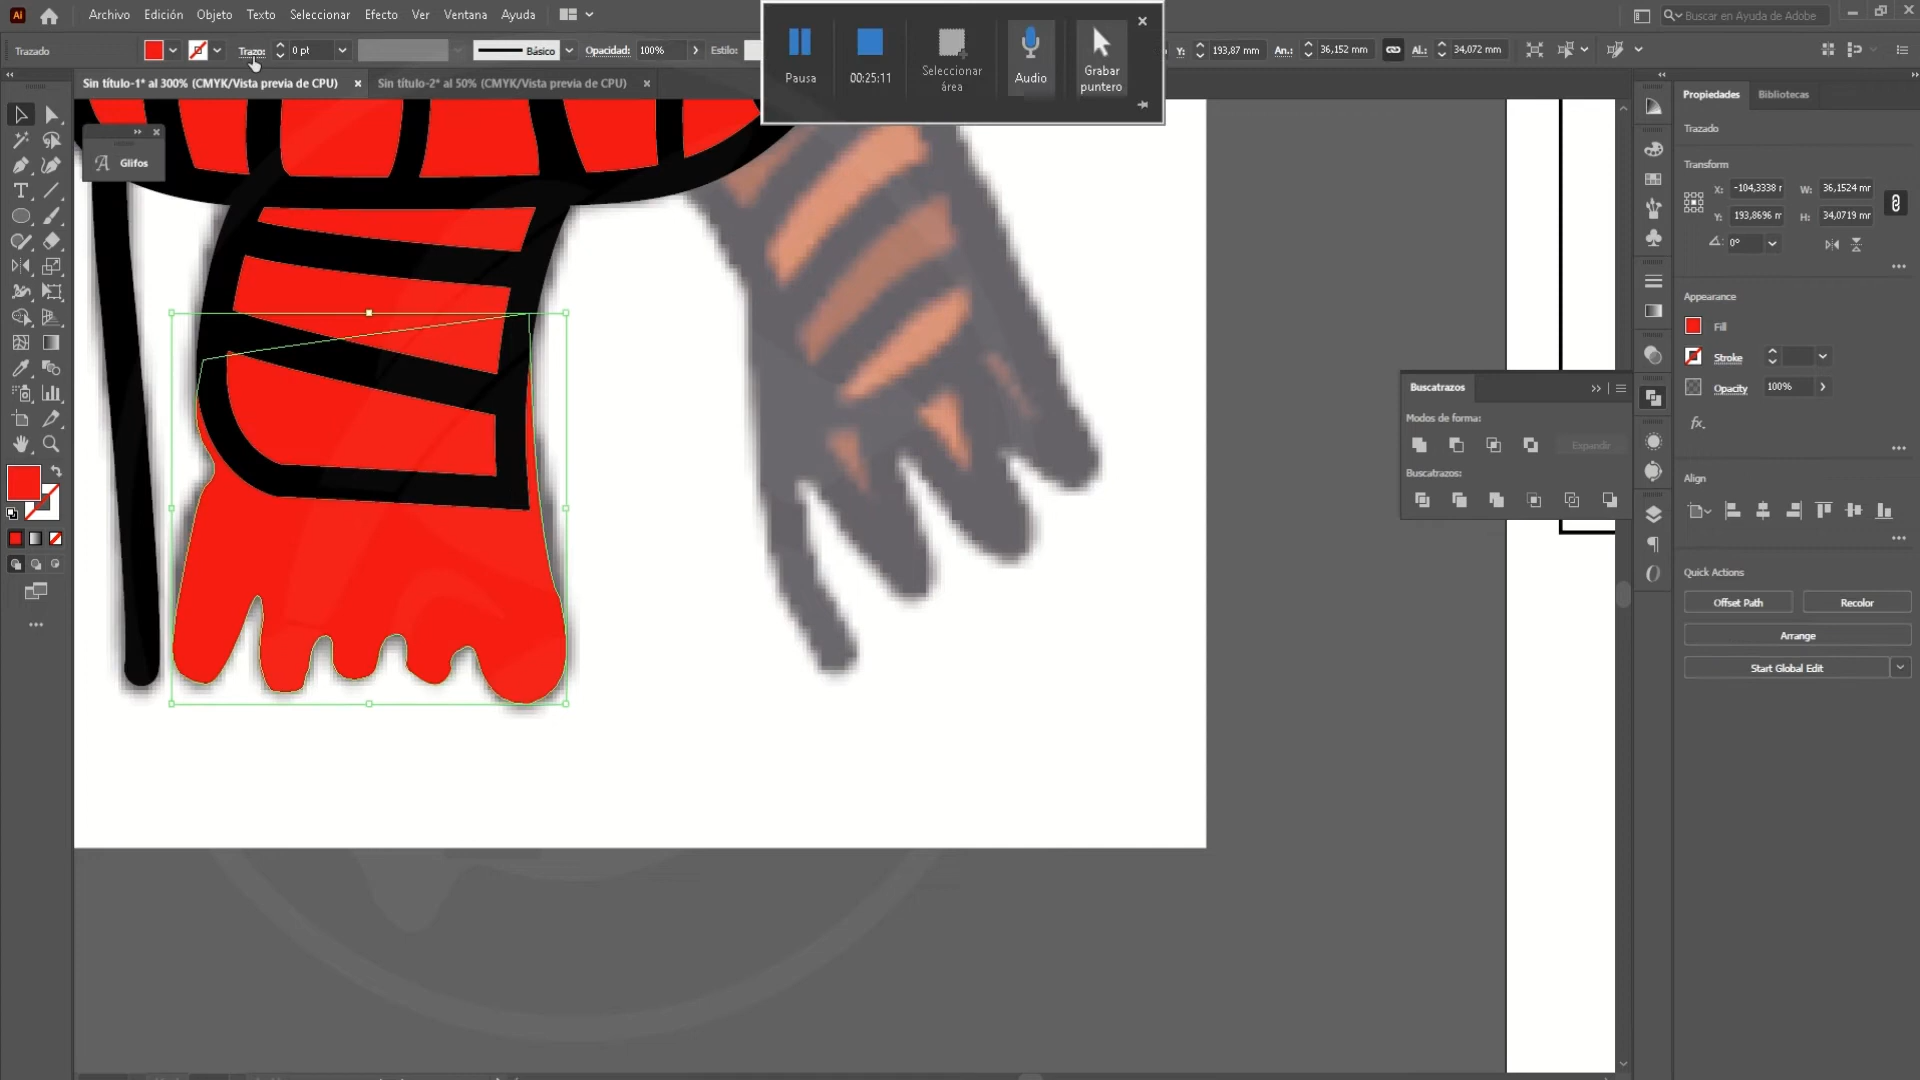 Ai Archivo Edición Objeto Texto Seleccionar Efecto Ver Ventana Ayuda
Buscar en Ayuda de Adobe
Trazado Trazo: 0 pt Básico Opacidad: 100% Estilo:
Y: 193,87 mm An.: 36,152 mm Al.: 34,072 mm
Pausa
00:25:11
Seleccionar
área
Audio
Grabar
puntero
Sin título-1* al 300% (CMYK/Vista previa de CPU) × Sin título-2* al 50% (CMYK/Vista previa de CPU) ×
Glifos
Propiedades Bibliotecas
Trazado
Transform
X: -104,3338 r W: 36,1524 mr
Y: 193,8696 m H: 34,0719 mr
0°
Appearance
Fill
Stroke
Opacity 100%
fx
Align
Quick Actions
Offset Path Recolor
Arrange
Start Global Edit
Buscatrazos
Modos de forma:
Expandir
Buscatrazos: